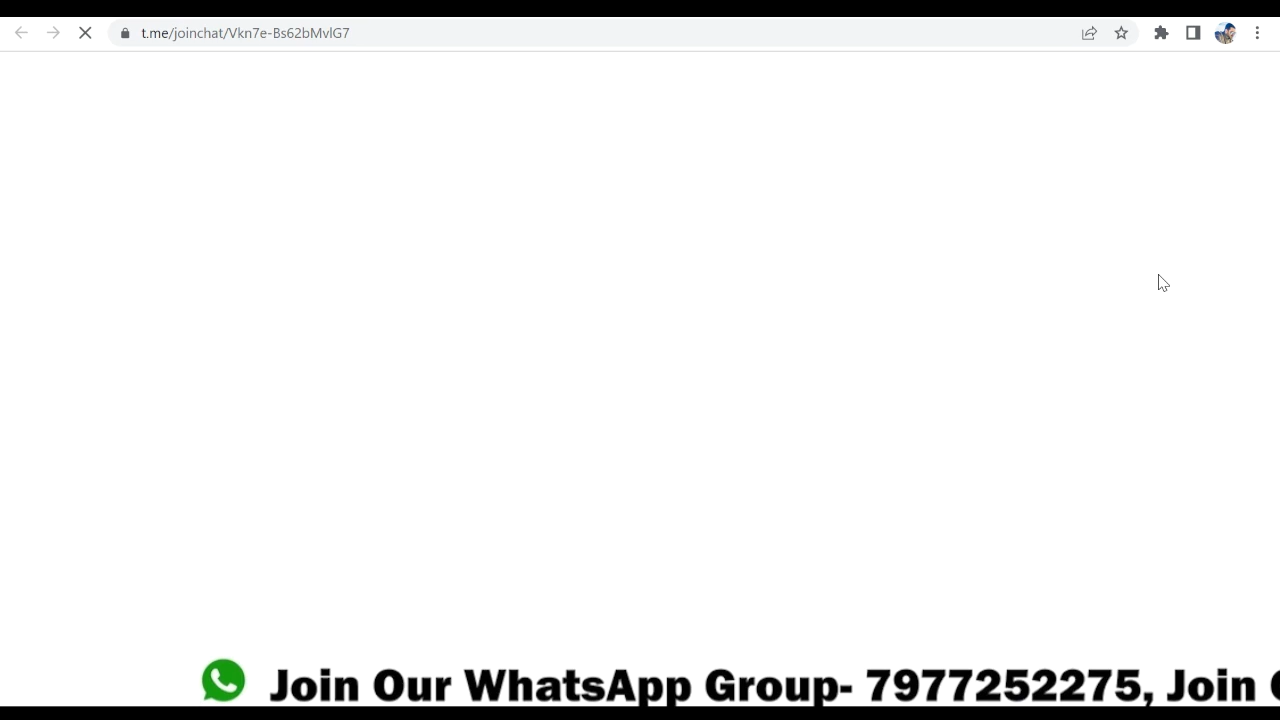 t.me/joinchat/Vkn7e-Bs62bMvlG7
Join Our WhatsApp Group- 7977252275, Join